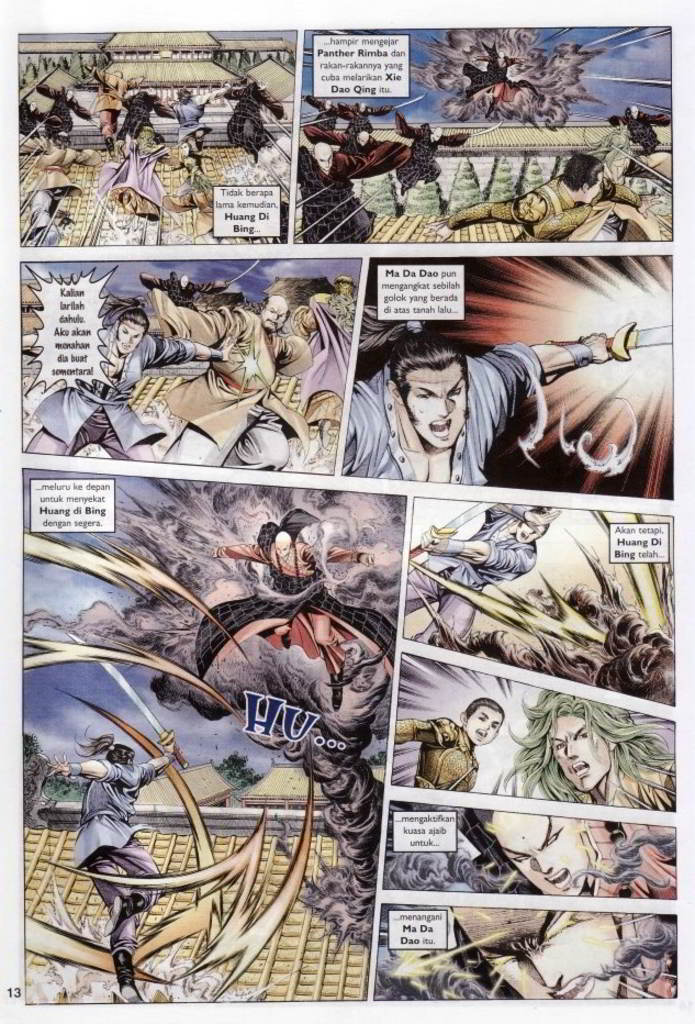 Tidak berapa
lama kemudian,
Huang Di
Bing...
...hampir mengejar
Panther Rimba dan
rakan-rakannya yang
cuba melarikan Xie
Dao Qing itu.
Kalian
larilah
dahulu.
Aku akan
menahan
dia buat
sementara!
Ma Da Dao pun
mengangkat sebilah
golok yang berada
di atas tanah lalu...
...meluru ke depan
untuk menyekat
Huang di Bing
dengan segera.
HU...
Akan tetapi,
Huang Di
Bing telah...
...mengaktifkan
kuasa ajaib
untuk...
...menangani
Ma Da
Dao itu.
13